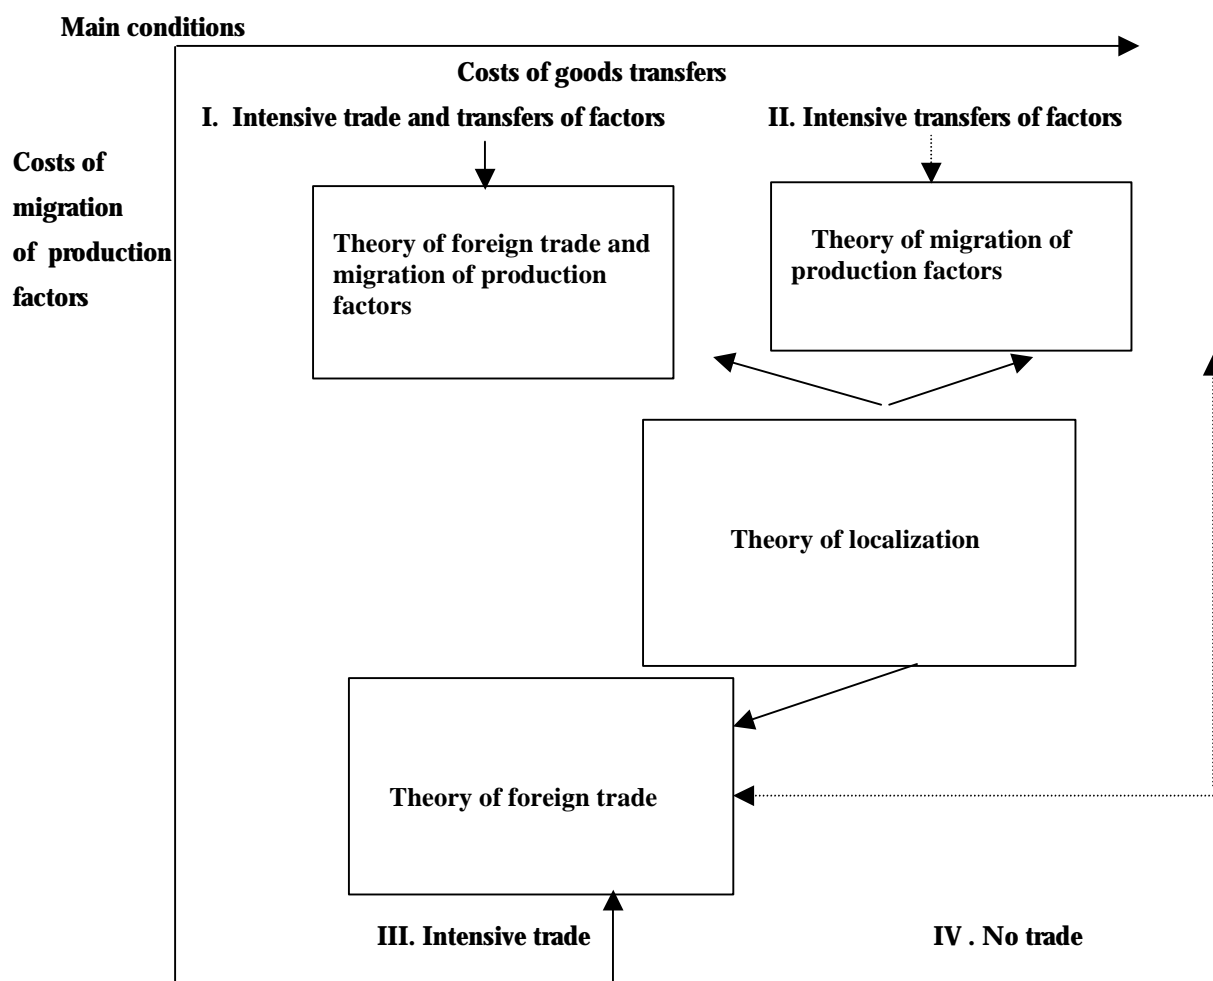 Main conditions
Costs of goods transfers
I. Intensive trade and transfers of factors
II. Intensive transfers of factors
Costs of
migration
of production
factors
Theory of foreign trade and
migration of production
factors
Theory of migration of
production factors
Theory of localization
Theory of foreign trade
III. Intensive trade
IV . No trade